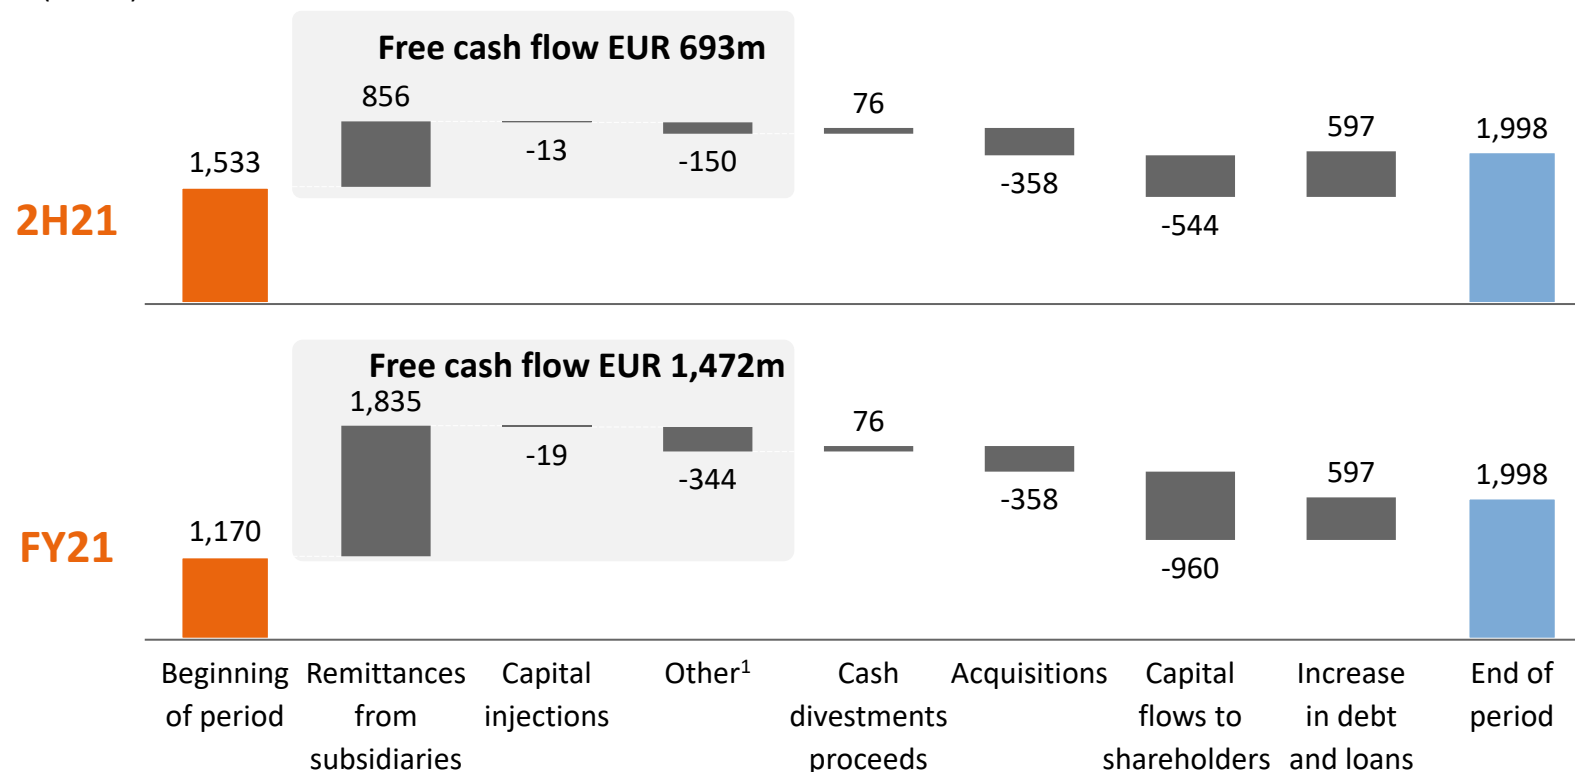 Free cash flow EUR 693m
856
76
-13
-150
597
1,998
1,533
-358
2H21
-544
Free cash flow EUR 1,472m
1,835
76
-19
-344
597
1,998
-358
1,170
FY21
-960
Beginning Remittances Capital Other¹ Cash Acquisitions Capital Increase End of
of period from injections divestments flows to in debt period
subsidiaries proceeds shareholders and loans